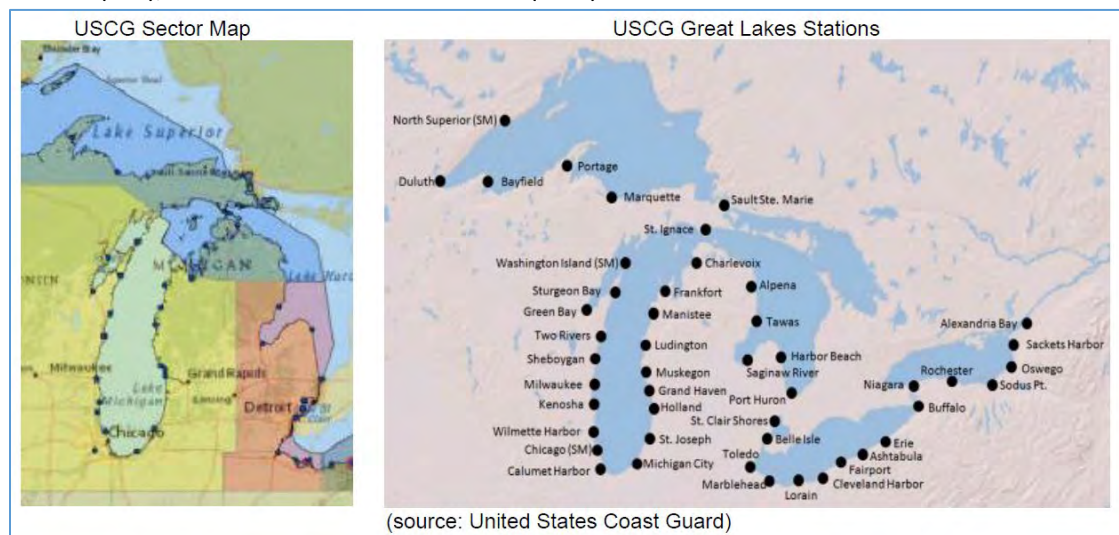 USCG Sector Map
USCG Great Lakes Stations
Thunder Bay
Lake Superior
MICHIGAN
Milwaukee
Grand Rapids
Lansing
Lake
Michigan
Detroit
Chicago
North Superior (SM)
Portage
Duluth
Bayfield
Marquette
Sault Ste. Marie
St. Ignace
Washington Island (SM)
Charlevoix
Sturgeon Bay
Frankfort
Alpena
Green Bay
Manistee
Alexandria Bay
Two Rivers
Tawas
Sackets Harbor
Sheboygan
Ludington
Harbor Beach
Saginaw River
Oswego
Rochester
Milwaukee
Muskegon
Niagara
Sodus Pt.
Kenosha
Grand Haven
Port Huron
Holland
Buffalo
St. Clair Shores
Wilmette Harbor
St. Joseph
Belle Isle
Erie
Chicago (SM)
Toledo
Ashtabula
Calumet Harbor
Michigan City
Fairport
Marblehead
Cleveland Harbor
Lorain
(source: United States Coast Guard)